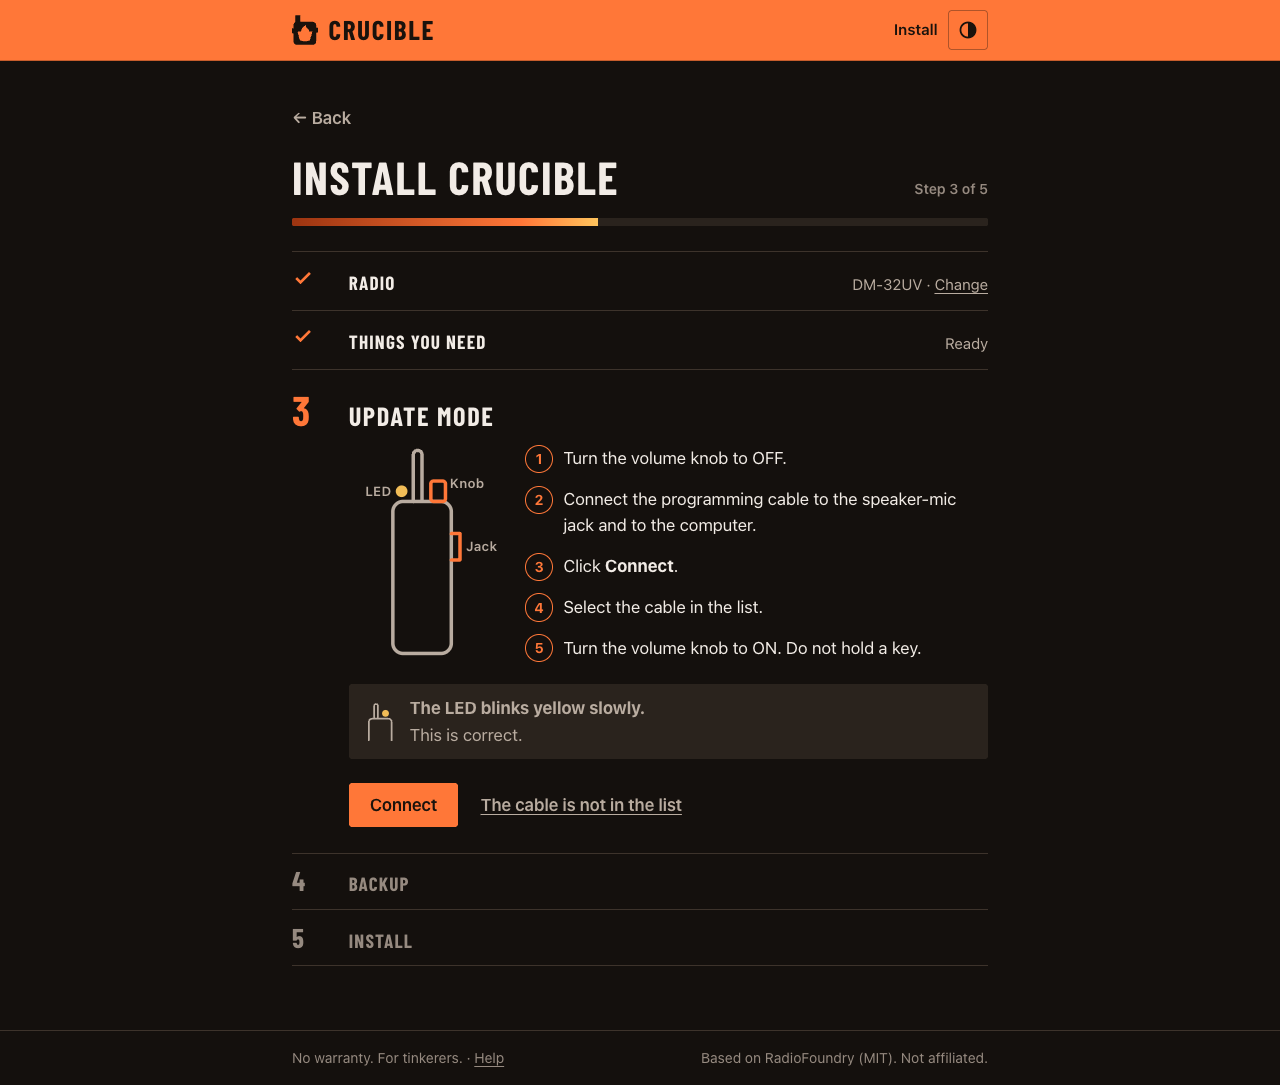 CRUCIBLE
Install
← Back
INSTALL CRUCIBLE
Step 3 of 5
RADIO
DM-32UV · Change
THINGS YOU NEED
Ready
3
UPDATE MODE
LED
Knob
Jack
1 Turn the volume knob to OFF.
2 Connect the programming cable to the speaker-mic
jack and to the computer.
3 Click Connect.
4 Select the cable in the list.
5 Turn the volume knob to ON. Do not hold a key.
The LED blinks yellow slowly.
This is correct.
Connect
The cable is not in the list
4 BACKUP
5 INSTALL
No warranty. For tinkerers. · Help
Based on RadioFoundry (MIT). Not affiliated.